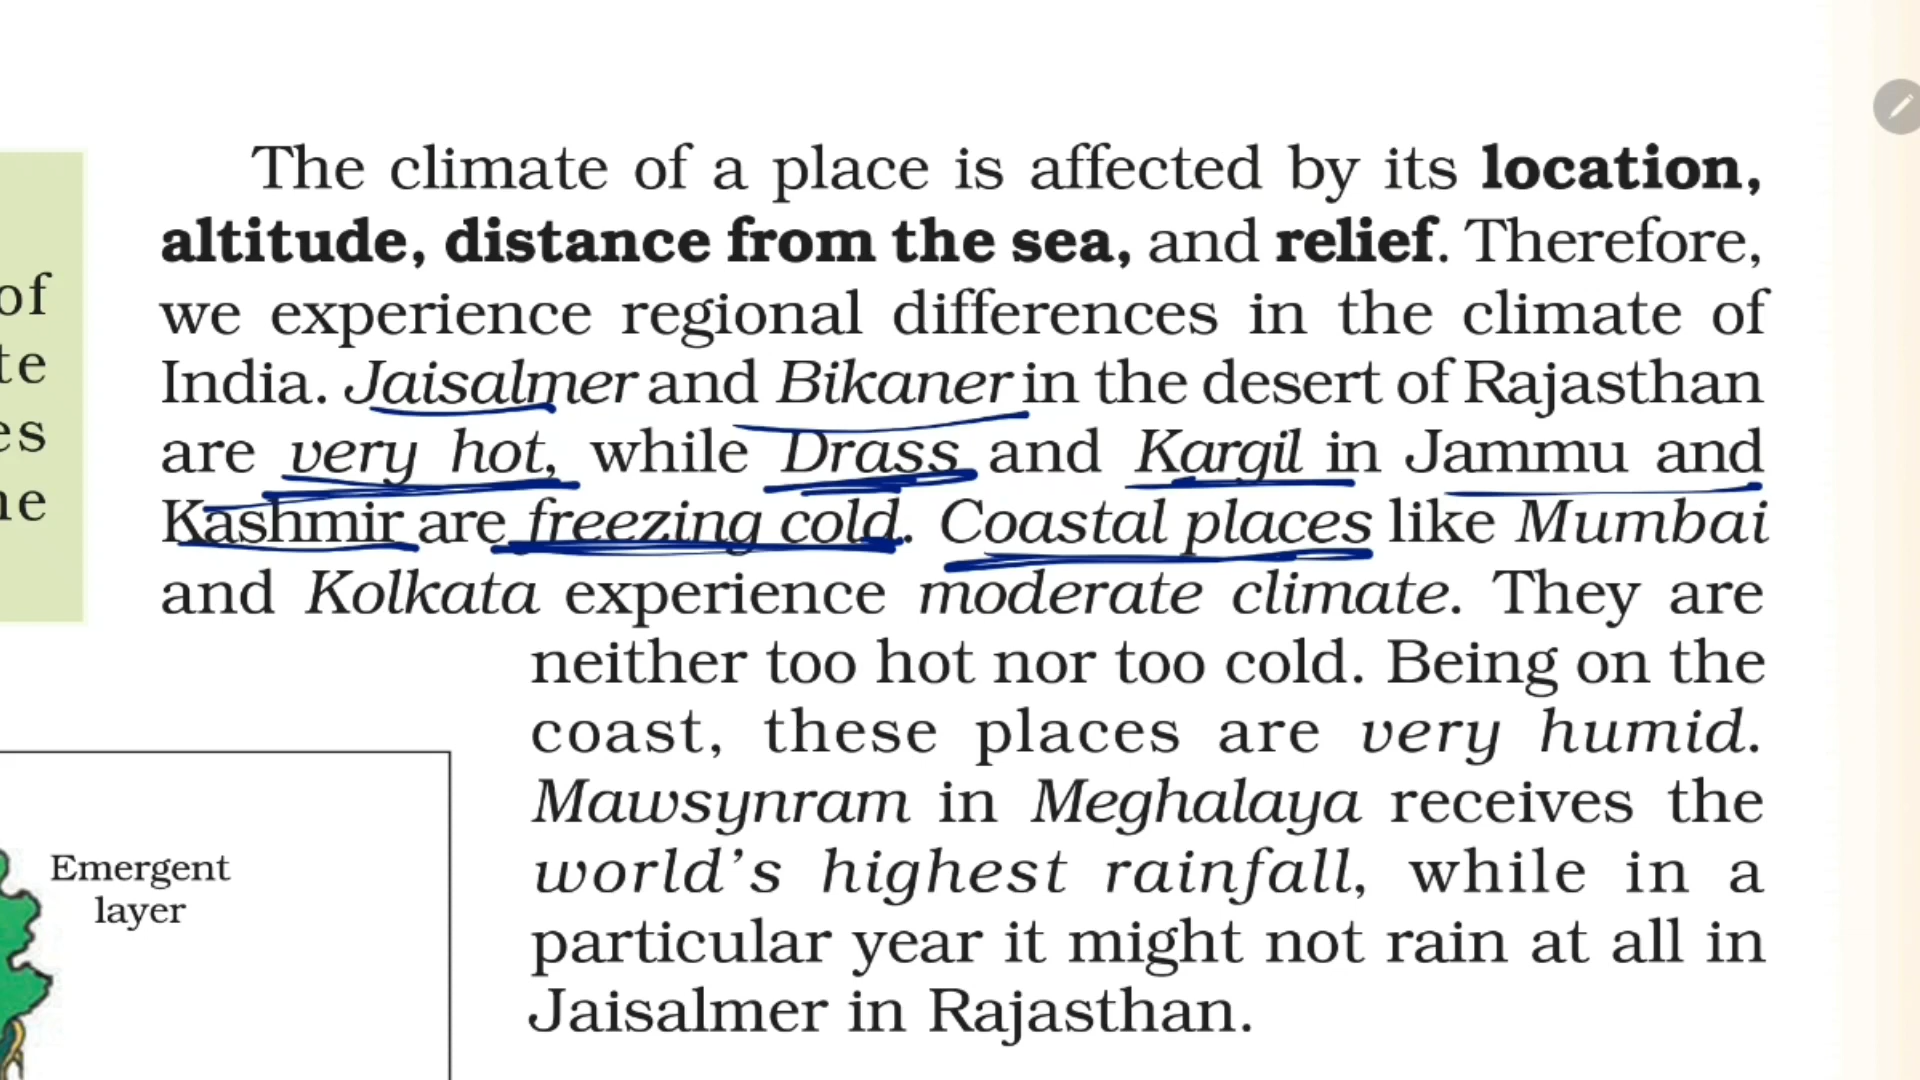 The climate of a place is affected by its location,
altitude, distance from the sea, and relief. Therefore,
we experience regional differences in the climate of
India. Jaisalmer and Bikaner in the desert of Rajasthan
are very hot, while Drass and Kargil in Jammu and
Kashmir are freezing cold. Coastal places like Mumbai
and Kolkata experience moderate climate. They are
neither too hot nor too cold. Being on the
coast, these places are very humid.
Mawsynram in Meghalaya receives the
world's highest rainfall, while in a
particular year it might not rain at all in
Jaisalmer in Rajasthan.
of
Emergent
layer